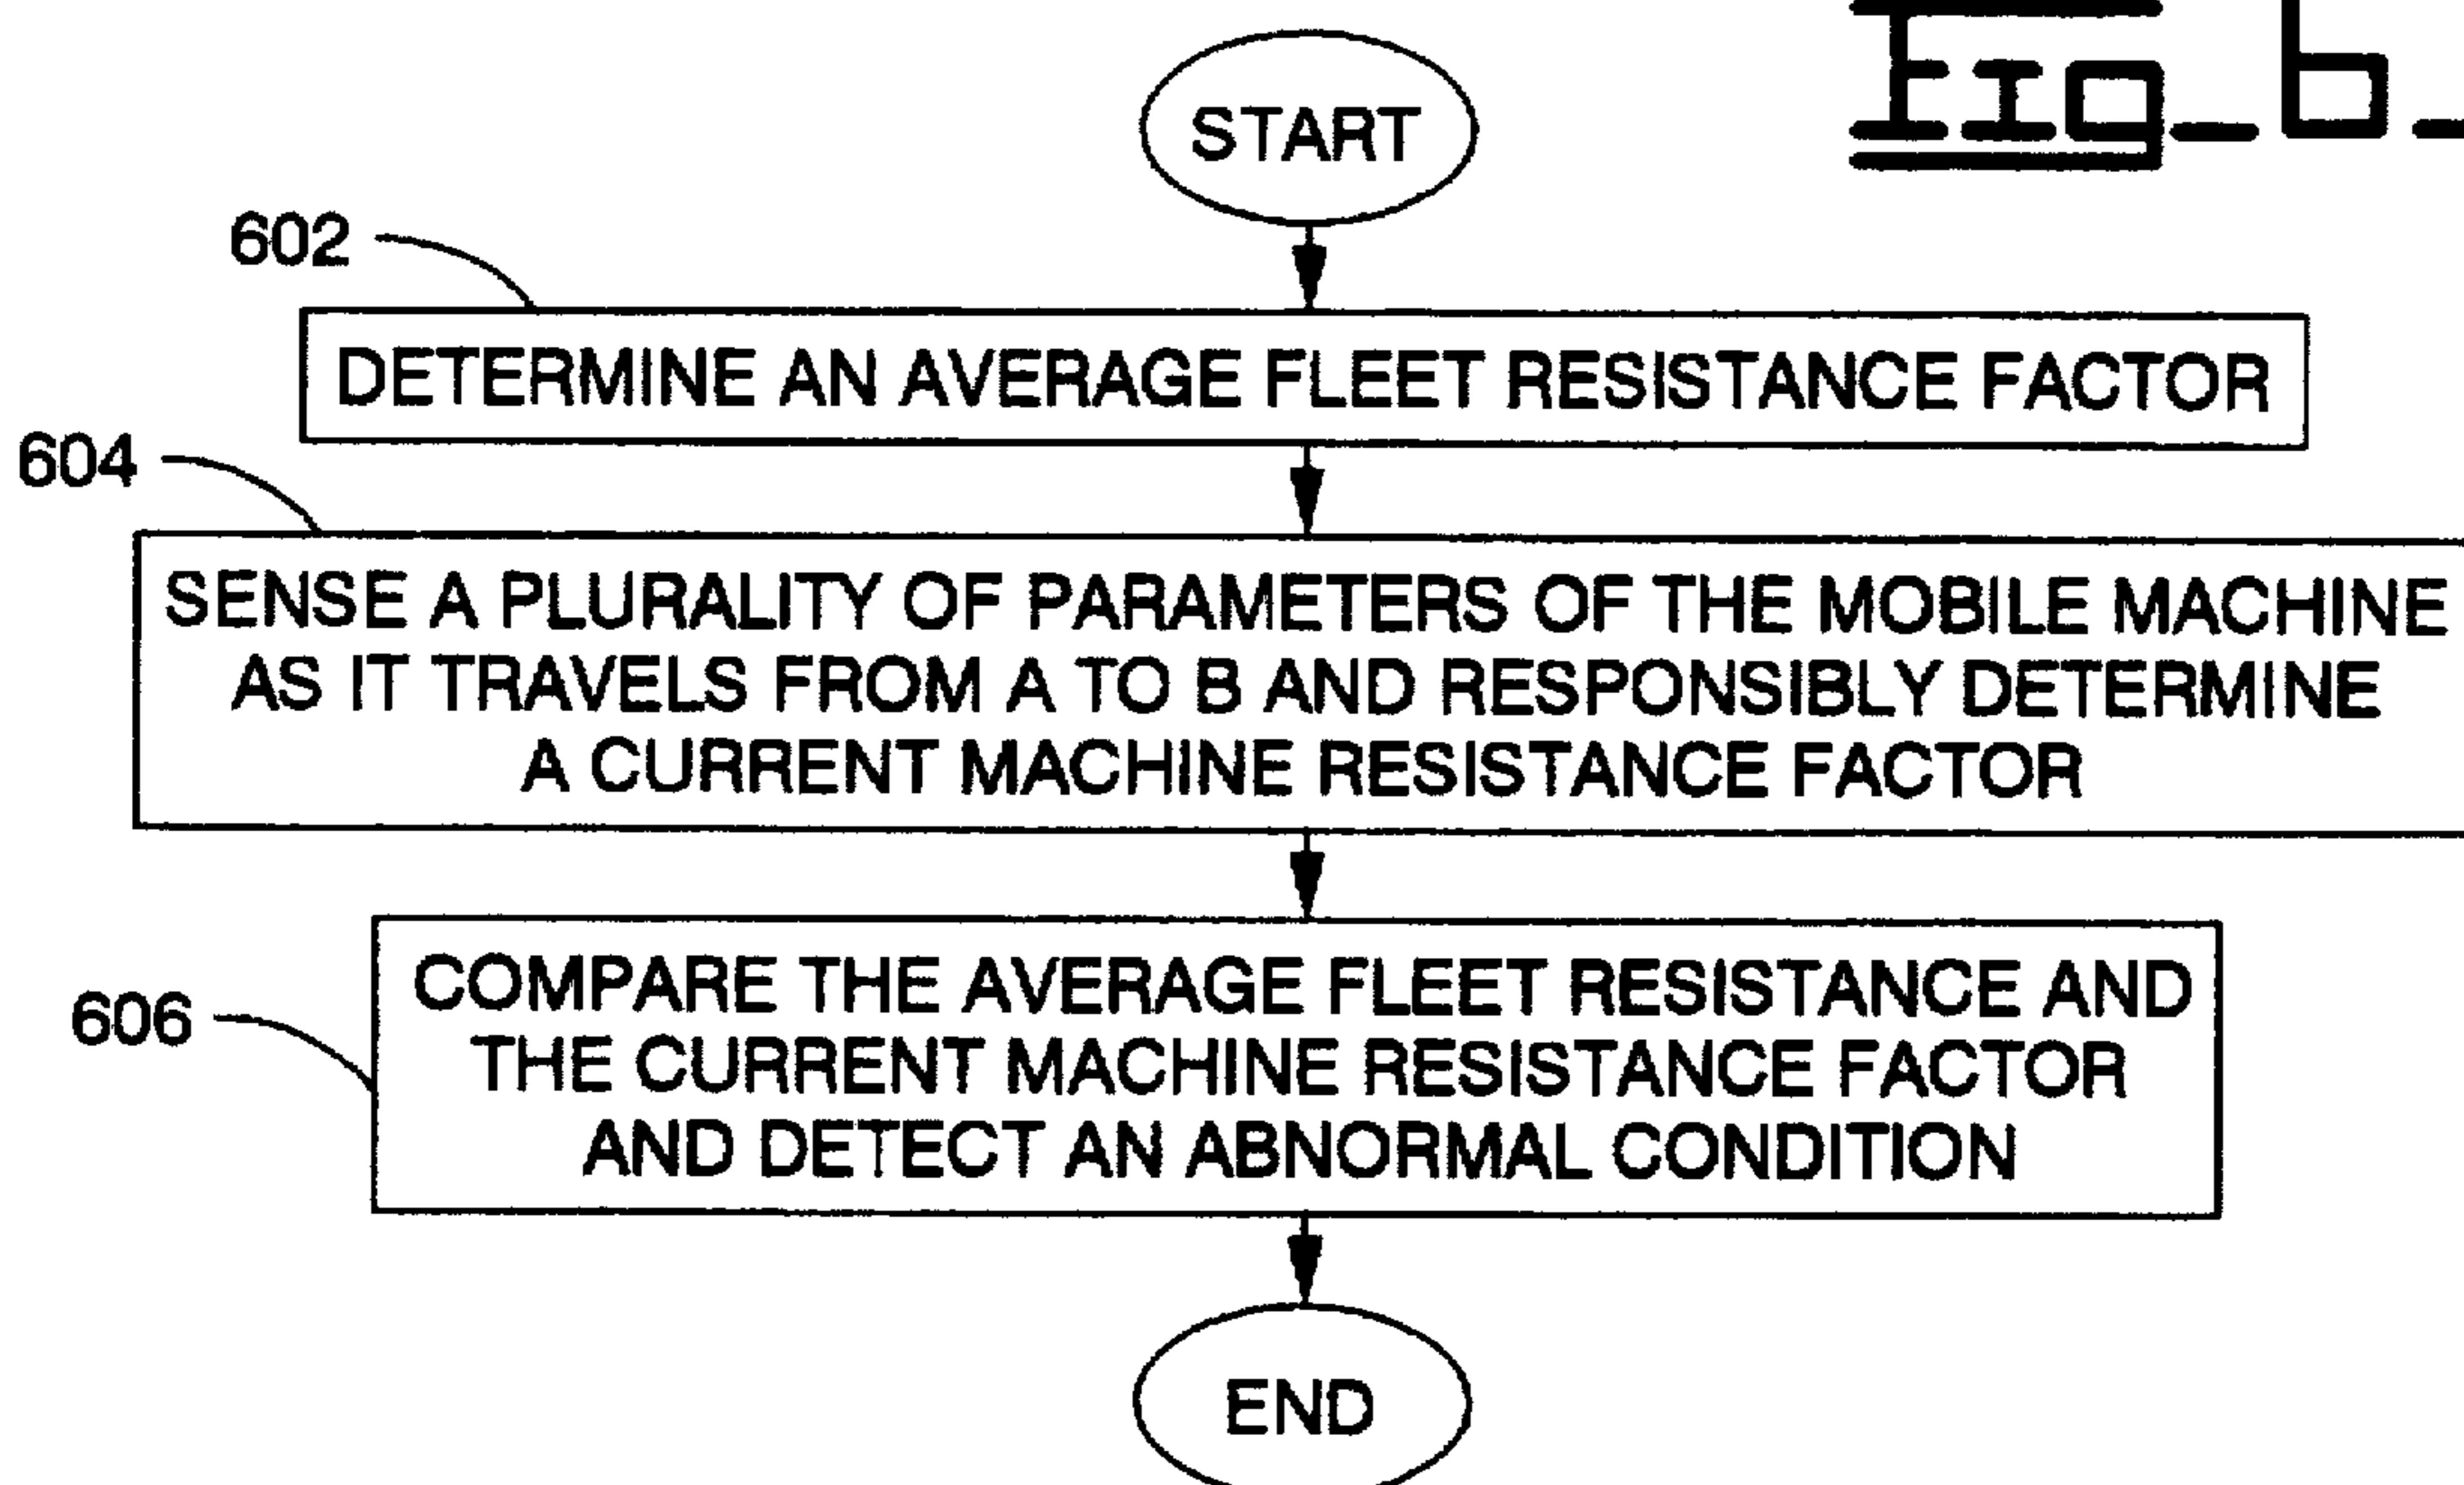 START
Fig_6_
602
DETERMINE AN AVERAGE FLEET RESISTANCE FACTOR
604
SENSE A PLURALITY OF PARAMETERS OF THE MOBILE MACHINE
AS IT TRAVELS FROM A TO B AND RESPONSIBLY DETERMINE
A CURRENT MACHINE RESISTANCE FACTOR
606
COMPARE THE AVERAGE FLEET RESISTANCE AND
THE CURRENT MACHINE RESISTANCE FACTOR
AND DETECT AN ABNORMAL CONDITION
END